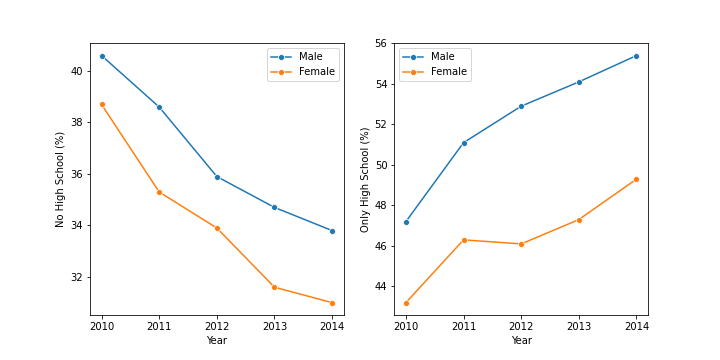 No High School (%)
40
38
36
34
32
Male
Female
2010 2011 2012 2013 2014
Year
Only High School (%)
56
54
52
50
48
46
44
Male
Female
2010 2011 2012 2013 2014
Year